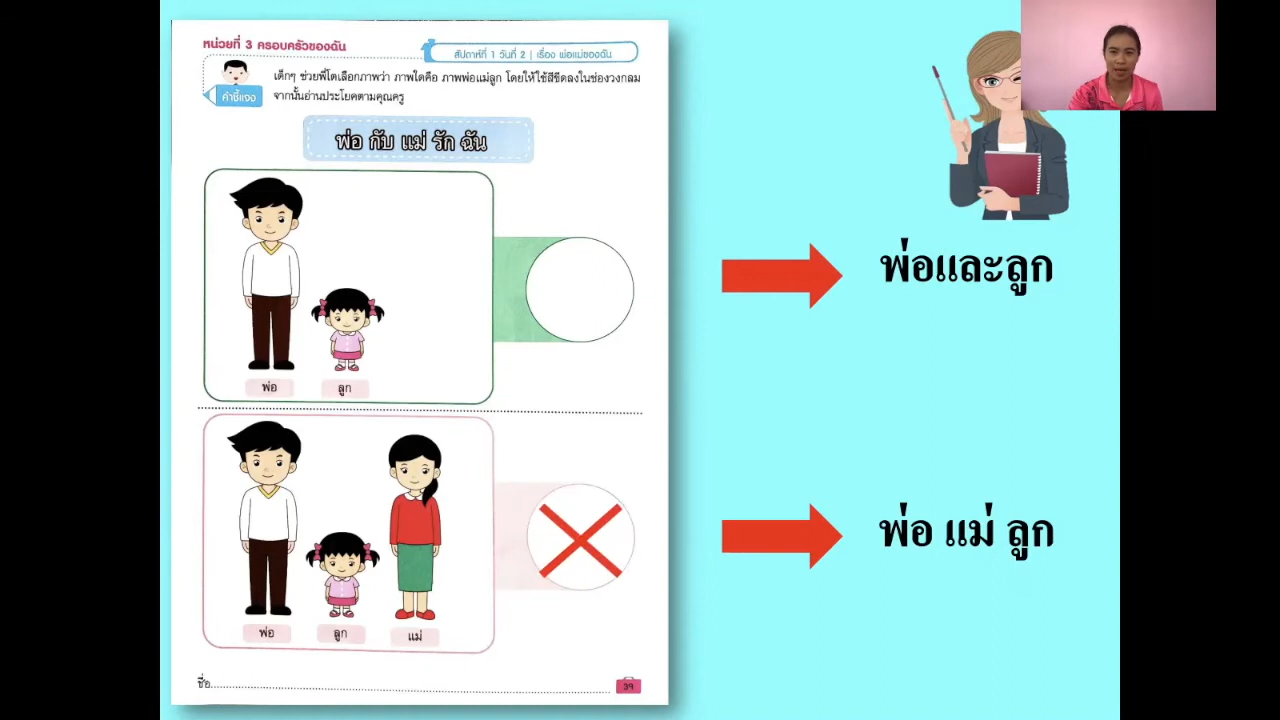 หน่วยที่ 3 ครอบครัวของฉัน
สัปดาห์ที่ 1 วันที่ 2 | เรื่อง พ่อแม่ของฉัน
คำชี้แจง
เด็กๆ ช่วยพี่โตเลือกภาพว่า ภาพใดคือ ภาพพ่อแม่ลูก โดยให้ใช้สีขีดลงในช่องวงกลม
จากนั้นอ่านประโยคตามคุณครู
พ่อ กับ แม่ รัก ฉัน
พ่อ ลูก
พ่อและลูก
พ่อ ลูก แม่
พ่อ แม่ ลูก
ชื่อ